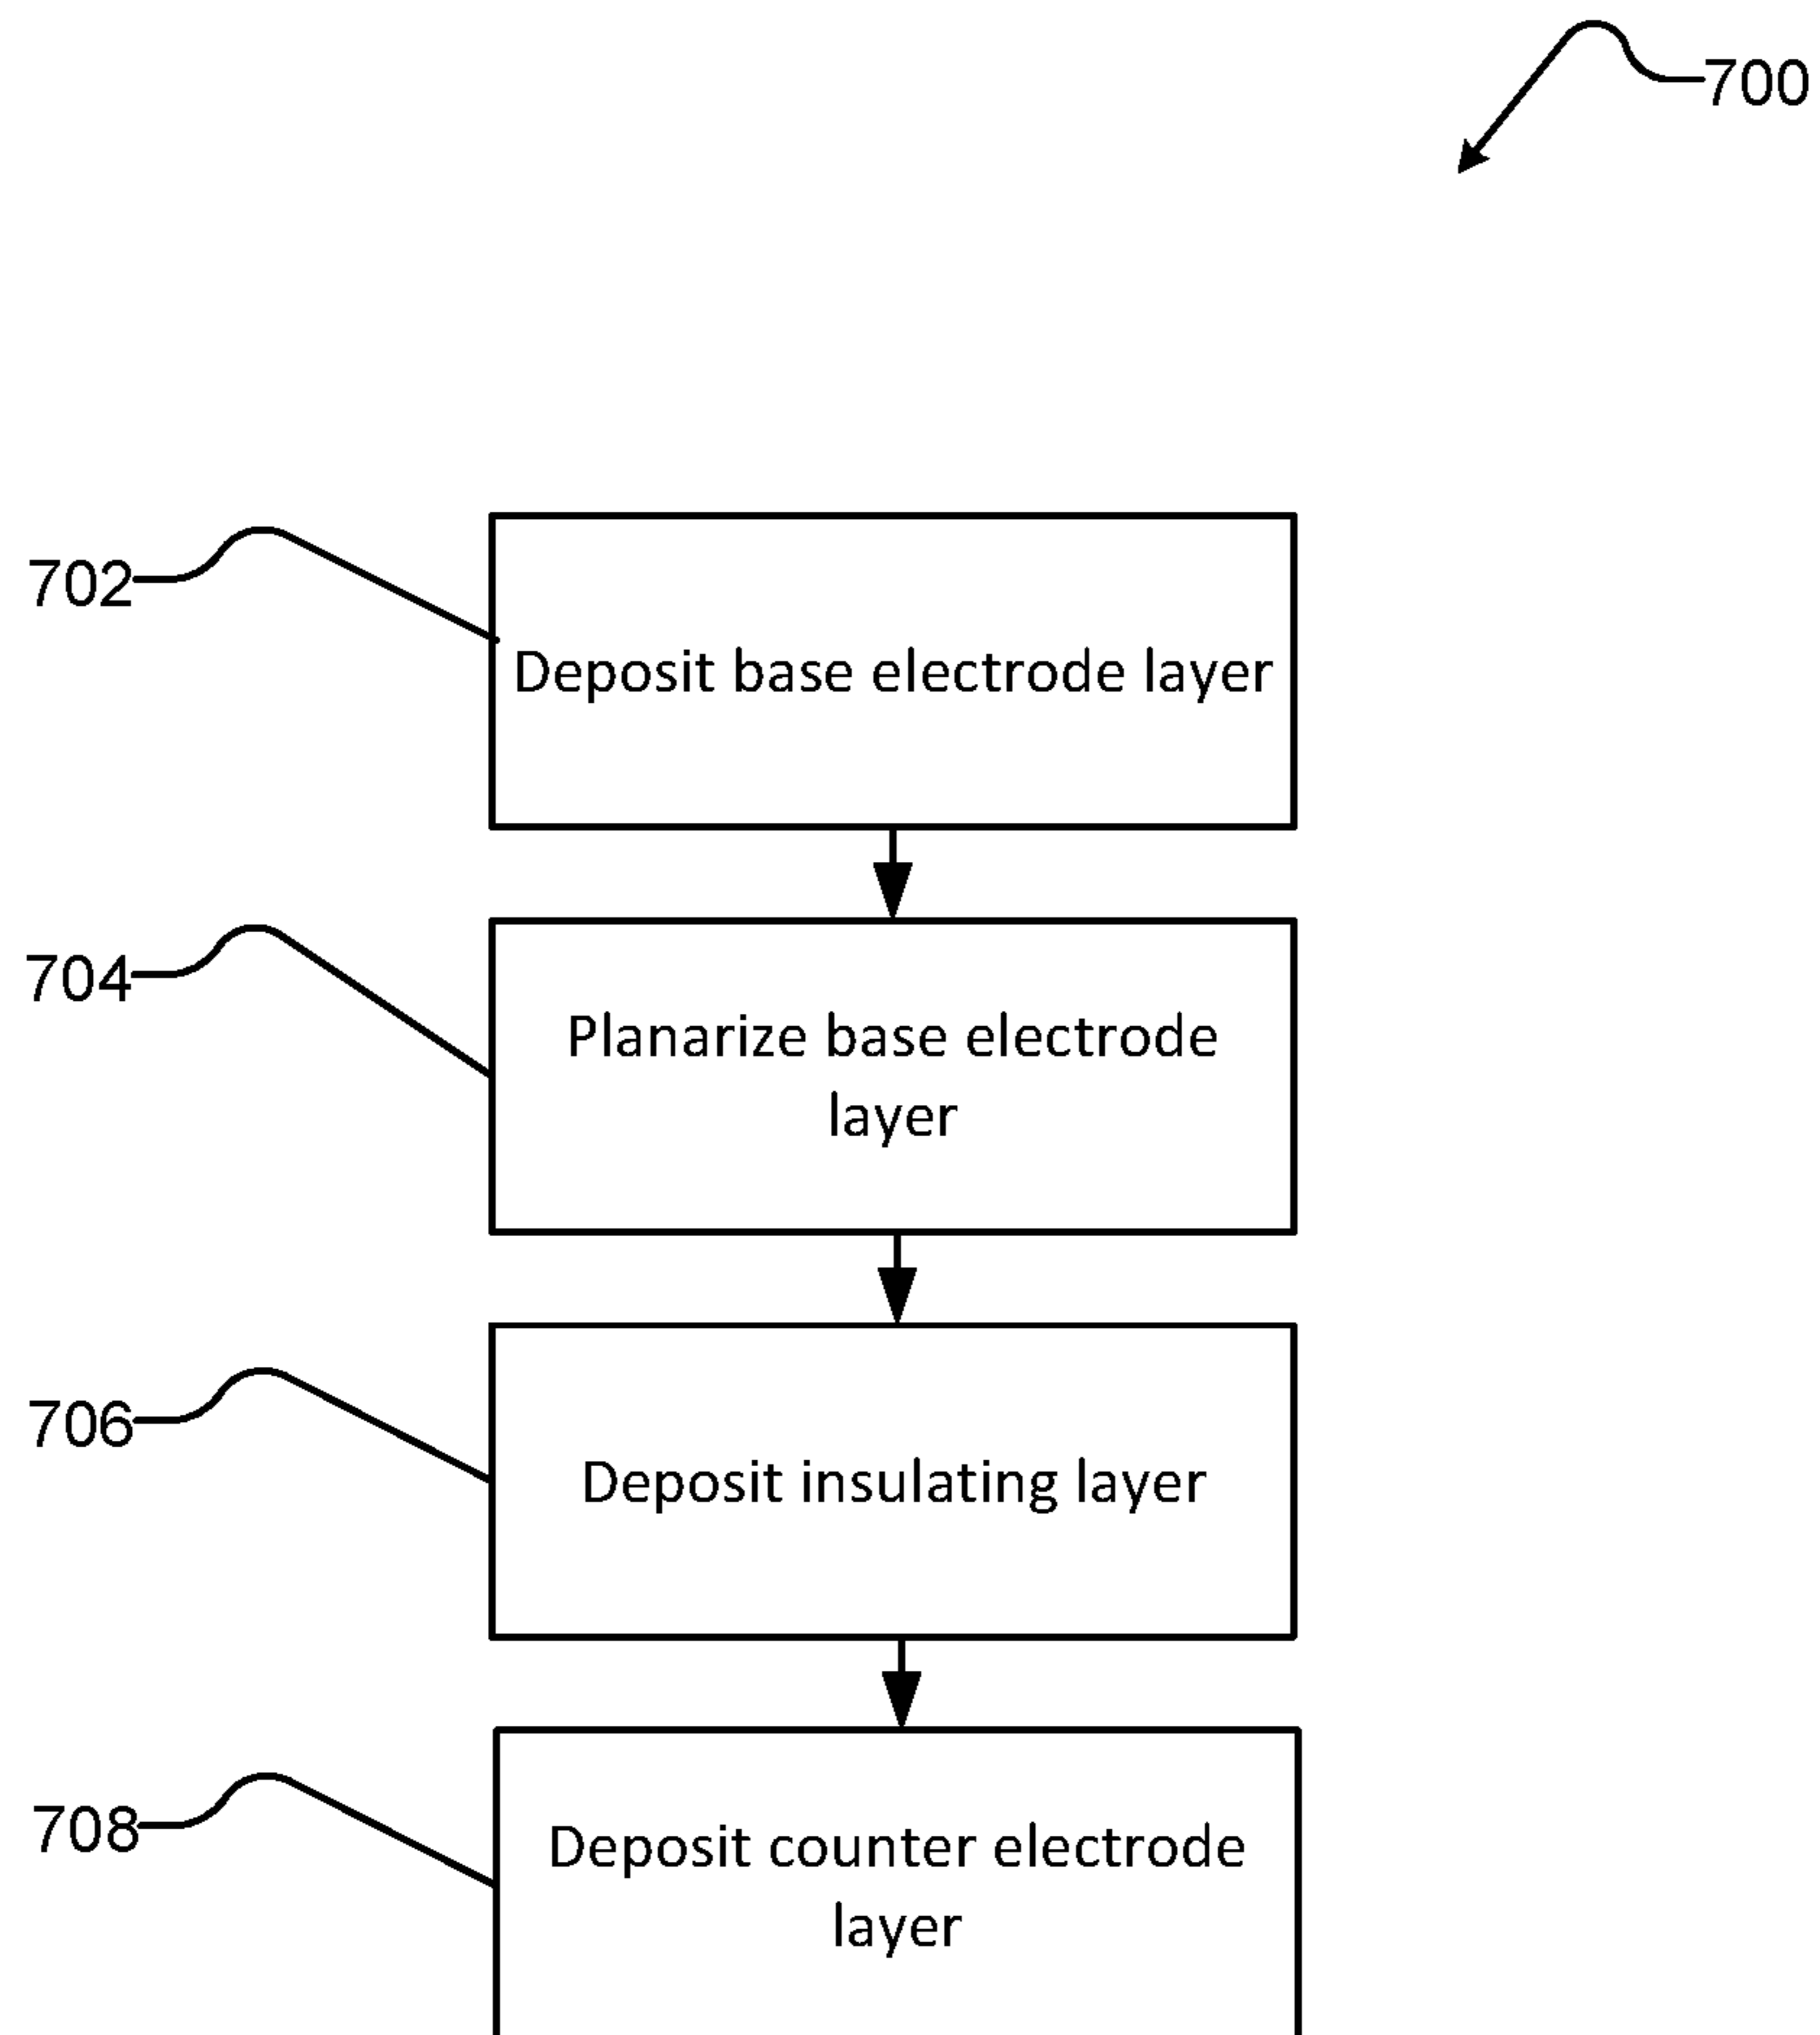 700
702
Deposit base electrode layer
704
Planarize base electrode
layer
706
Deposit insulating layer
708
Deposit counter electrode
layer